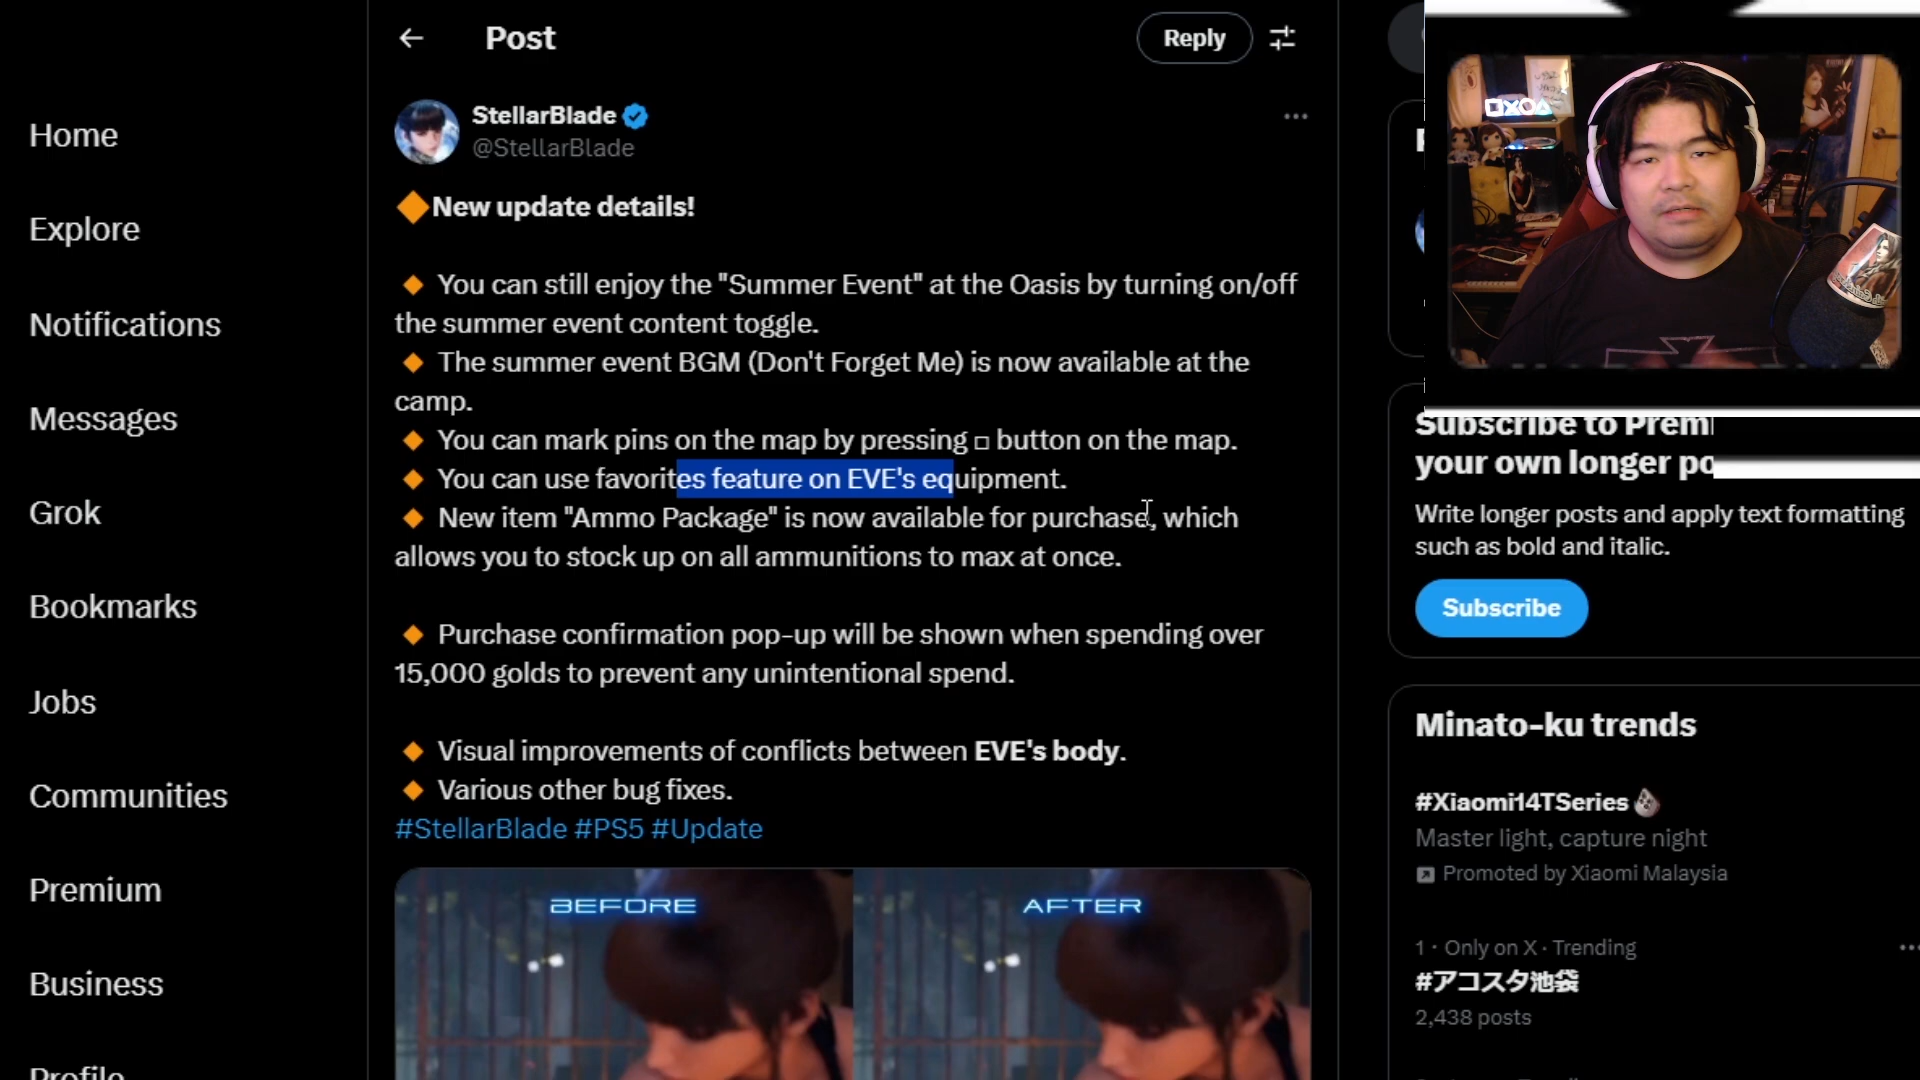 Post
Reply
Home
Explore
Notifications
Messages
Grok
Bookmarks
Jobs
Communities
Premium
Business
Profile
StellarBlade
@StellarBlade
🔶New update details!
🔸 You can still enjoy the "Summer Event" at the Oasis by turning on/off
the summer event content toggle.
🔸 The summer event BGM (Don't Forget Me) is now available at the
camp.
🔸 You can mark pins on the map by pressing □ button on the map.
🔸 You can use favorites feature on EVE's equipment.
🔸 New item "Ammo Package" is now available for purchase, which
allows you to stock up on all ammunitions to max at once.
🔸 Purchase confirmation pop-up will be shown when spending over
15,000 golds to prevent any unintentional spend.
🔸 Visual improvements of conflicts between EVE's body.
🔸 Various other bug fixes.
#StellarBlade #PS5 #Update
BEFORE
AFTER
Subscribe to Premi
your own longer po
Write longer posts and apply text formatting
such as bold and italic.
Subscribe
Minato-ku trends
#Xiaomi14TSeries
Master light, capture night
Promoted by Xiaomi Malaysia
1 · Only on X · Trending
#アコスタ池袋
2,438 posts